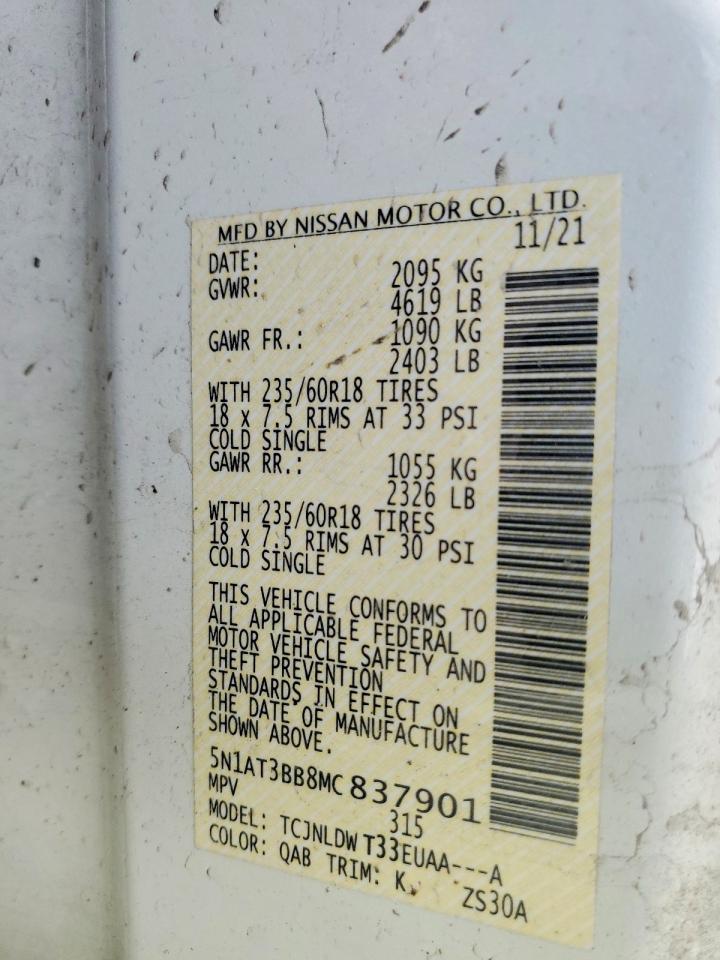 MFD BY NISSAN MOTOR CO., LTD.
DATE: 11/21
GVWR: 2095 KG
4619 LB
GAWR FR.: 1090 KG
2403 LB
WITH 235/60R18 TIRES
18 x 7.5 RIMS AT 33 PSI
COLD SINGLE
GAWR RR.: 1055 KG
2326 LB
WITH 235/60R18 TIRES
18 x 7.5 RIMS AT 30 PSI
COLD SINGLE
THIS VEHICLE CONFORMS TO
ALL APPLICABLE FEDERAL
MOTOR VEHICLE SAFETY AND
THEFT PREVENTION
STANDARDS IN EFFECT ON
THE DATE OF MANUFACTURE
SHOWN ABOVE.
5N1AT3BB8MC837901
MPV 315
MODEL: TCJNLDWT33EUAA---A
COLOR: QAB TRIM: K. ZS30A